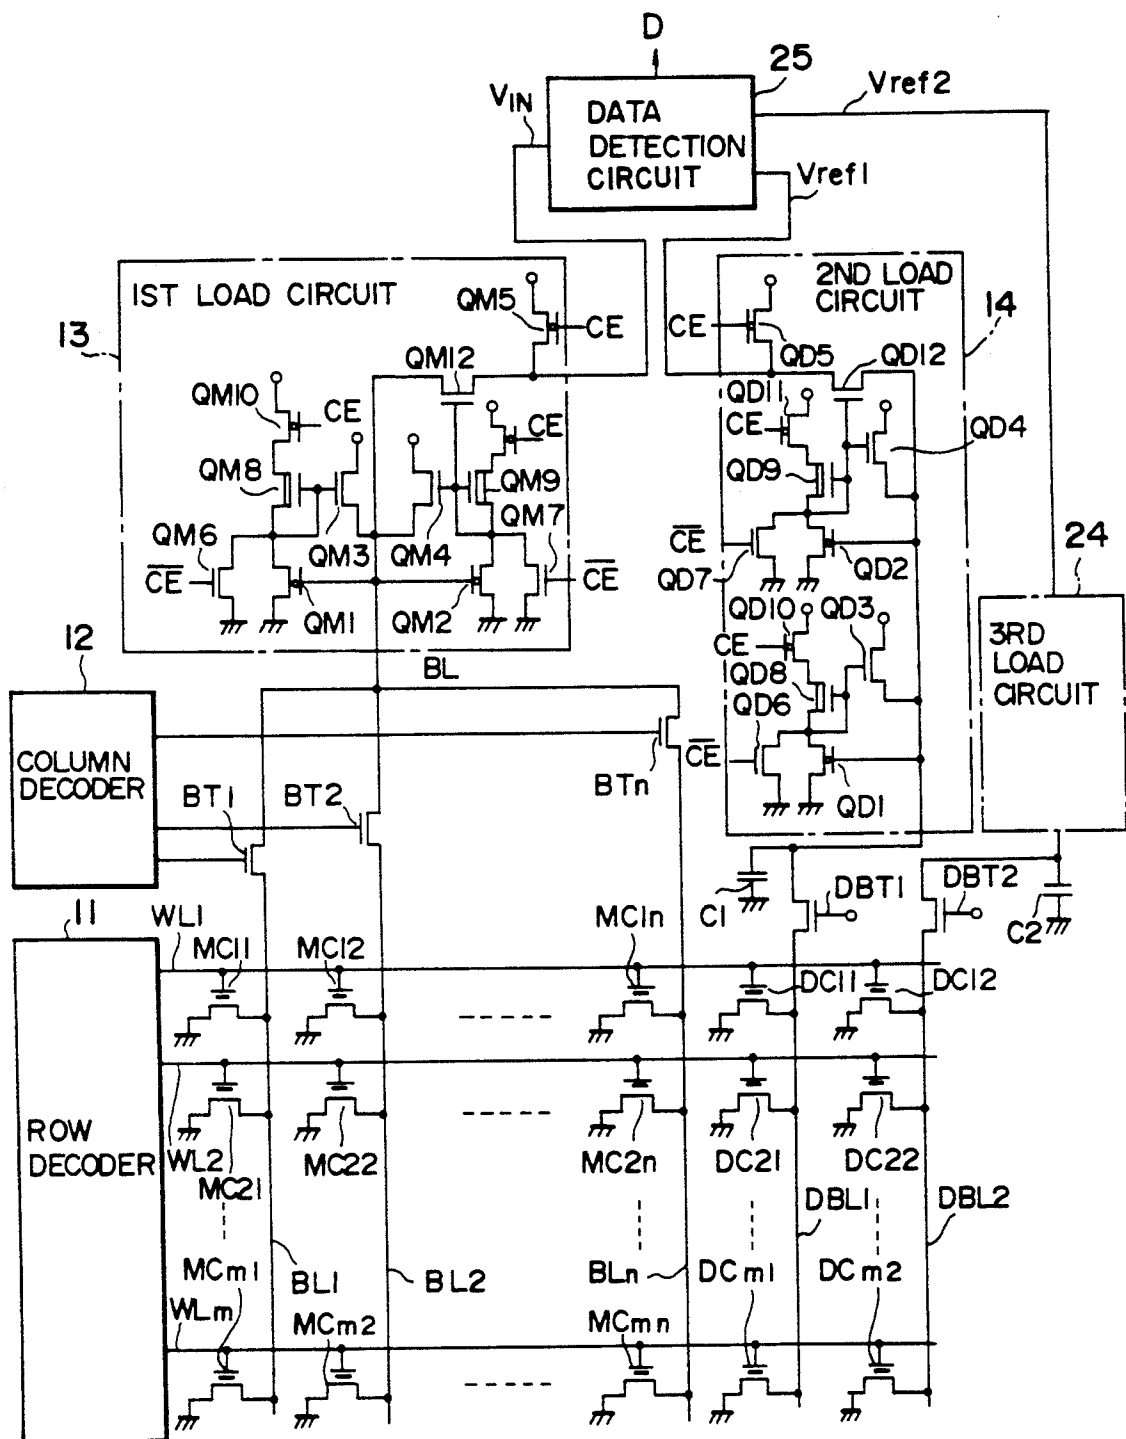 D
25
VIN
Vref2
DATA
DETECTION
CIRCUIT
Vref1
1ST LOAD CIRCUIT
2ND LOAD
CIRCUIT
13
14
QM5
CE
CE
QD5
QD12
QM12
QM10
CE
CE
QD11
CE
QD4
QM8
QM9
QD9
QM6
QM3
QM4
QM7
CE
CE
CE
QD7
QD2
QM1
QM2
24
QD10
QD3
CE
QD8
QD6
3RD
LOAD
CIRCUIT
12
BL
COLUMN
DECODER
CE
BTn
QD1
BT1
BT2
C1
DBT1
DBT2
C2
11
WL1
MC11
MC12
MC1n
DC11
DC12
ROW
DECODER
WL2
MC21
MC22
MC2n
DC21
DC22
DBL1
DBL2
MCm1
BL1
BL2
BLn
DCm1
DCm2
WLm
MCm2
MCmn